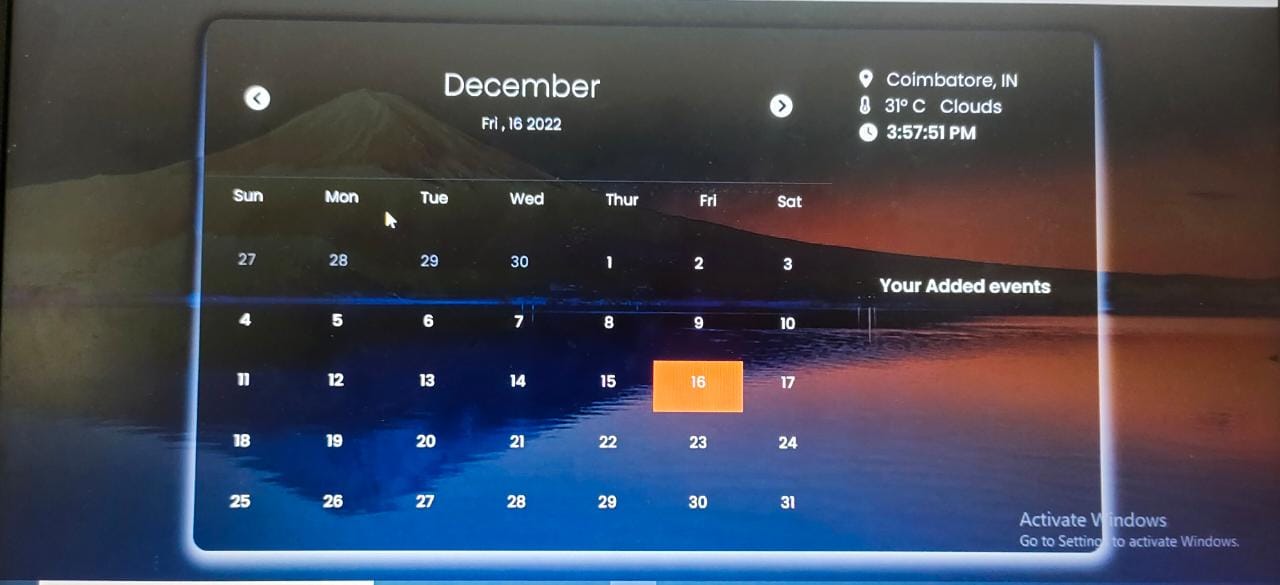 December
Fri , 16 2022
Coimbatore, IN
31° C Clouds
3:57:51 PM
Sun Mon Tue Wed Thur Fri Sat
27 28 29 30 1 2 3
4 5 6 7 8 9 10
11 12 13 14 15 16 17
18 19 20 21 22 23 24
25 26 27 28 29 30 31
Your Added events
Activate Windows
Go to Settings to activate Windows.